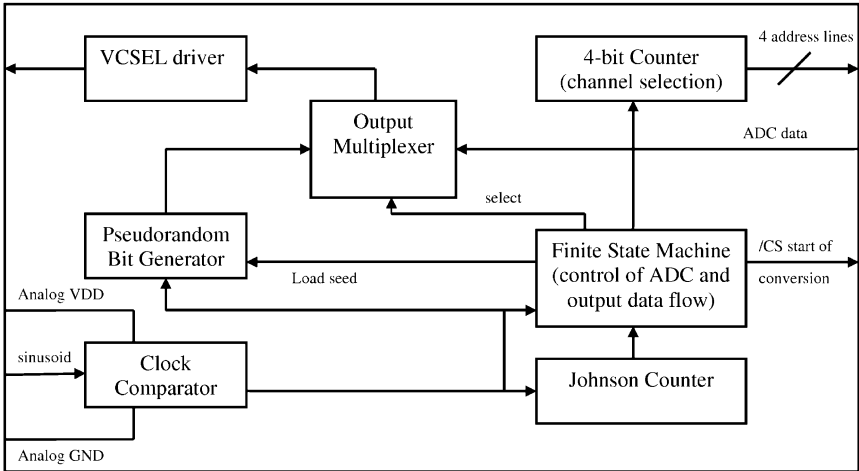 VCSEL driver
4-bit Counter
(channel selection)
4 address lines
Output
Multiplexer
ADC data
select
Pseudorandom
Bit Generator
Load seed
Finite State Machine
(control of ADC and
output data flow)
/CS start of
conversion
Analog VDD
sinusoid
Clock
Comparator
Johnson Counter
Analog GND